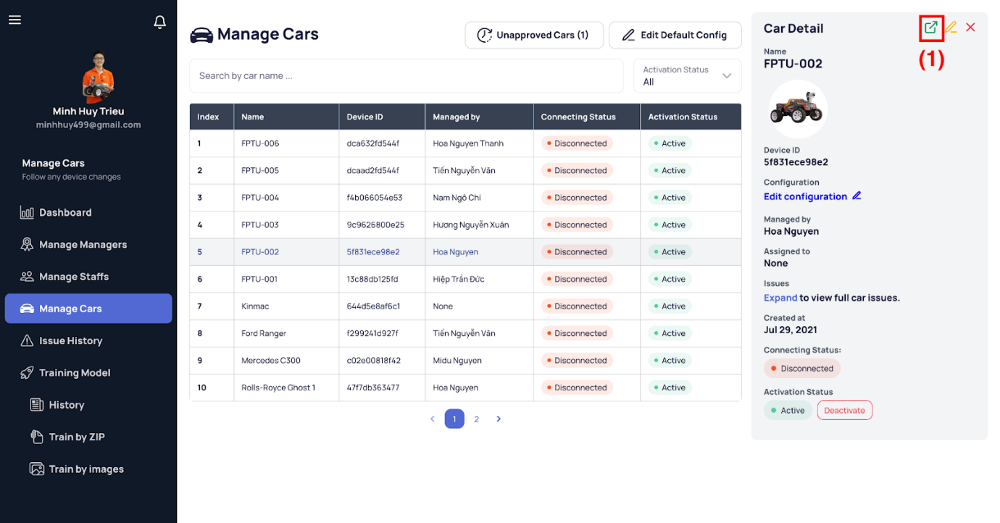 Minh Huy Trieu
minhhuy499@gmail.com
Manage Cars
Follow any device changes
Dashboard
Manage Managers
Manage Staffs
Manage Cars
Issue History
Training Model
History
Train by ZIP
Train by images
Manage Cars
Unapproved Cars (1)
Edit Default Config
Search by car name ...
Activation Status
All
Index Name Device ID Managed by Connecting Status Activation Status
1 FPTU-006 dca632fd544f Hoa Nguyen Thanh Disconnected Active
2 FPTU-005 dcaad2fd544f Tiến Nguyễn Văn Disconnected Active
3 FPTU-004 f4b066054e53 Nam Ngô Chí Disconnected Active
4 FPTU-003 9c9626800e25 Hương Nguyễn Xuân Disconnected Active
5 FPTU-002 5f831ece98e2 Hoa Nguyen Disconnected Active
6 FPTU-001 13c88db125fd Hiệp Trần Đức Disconnected Active
7 Kinmac 644d5e8af6c1 None Disconnected Active
8 Ford Ranger f299241d927f Tiến Nguyễn Văn Disconnected Active
9 Mercedes C300 c02e00818f42 Midu Nguyen Disconnected Active
10 Rolls-Royce Ghost 1 47f7db363477 Hoa Nguyen Disconnected Active
1 2
Car Detail
(1)
Name
FPTU-002
Device ID
5f831ece98e2
Configuration
Edit configuration
Managed by
Hoa Nguyen
Assigned to
None
Issues
Expand to view full car issues.
Created at
Jul 29, 2021
Connecting Status:
Disconnected
Activation Status
Active Deactivate